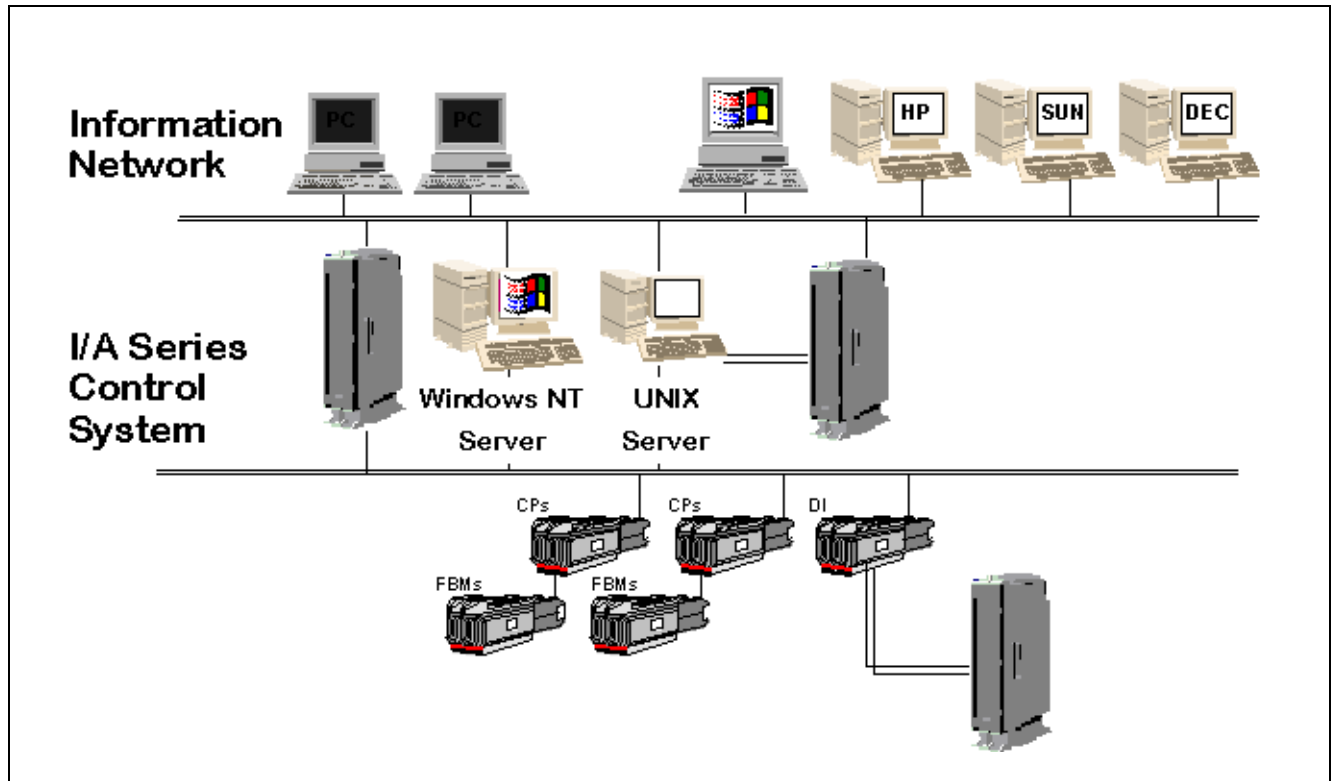 Information
Network
PC
PC
HP
SUN
DEC
I/A Series
Control
System
Windows NT
Server
UNIX
Server
CPs
CPs
DI
FBMs
FBMs